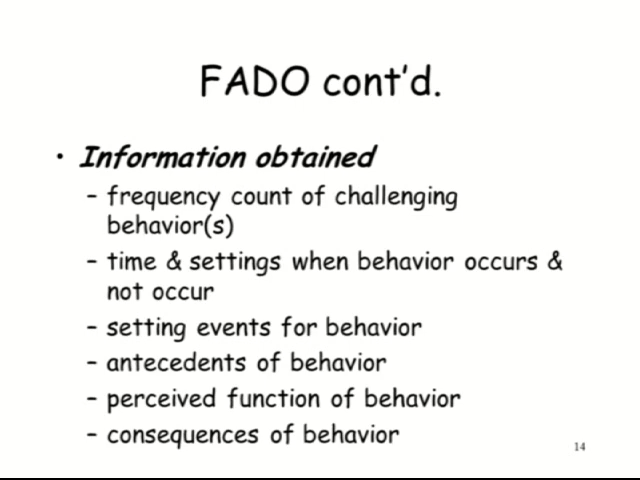 FADO cont'd.
• Information obtained
– frequency count of challenging
behavior(s)
– time & settings when behavior occurs &
not occur
– setting events for behavior
– antecedents of behavior
– perceived function of behavior
– consequences of behavior
14